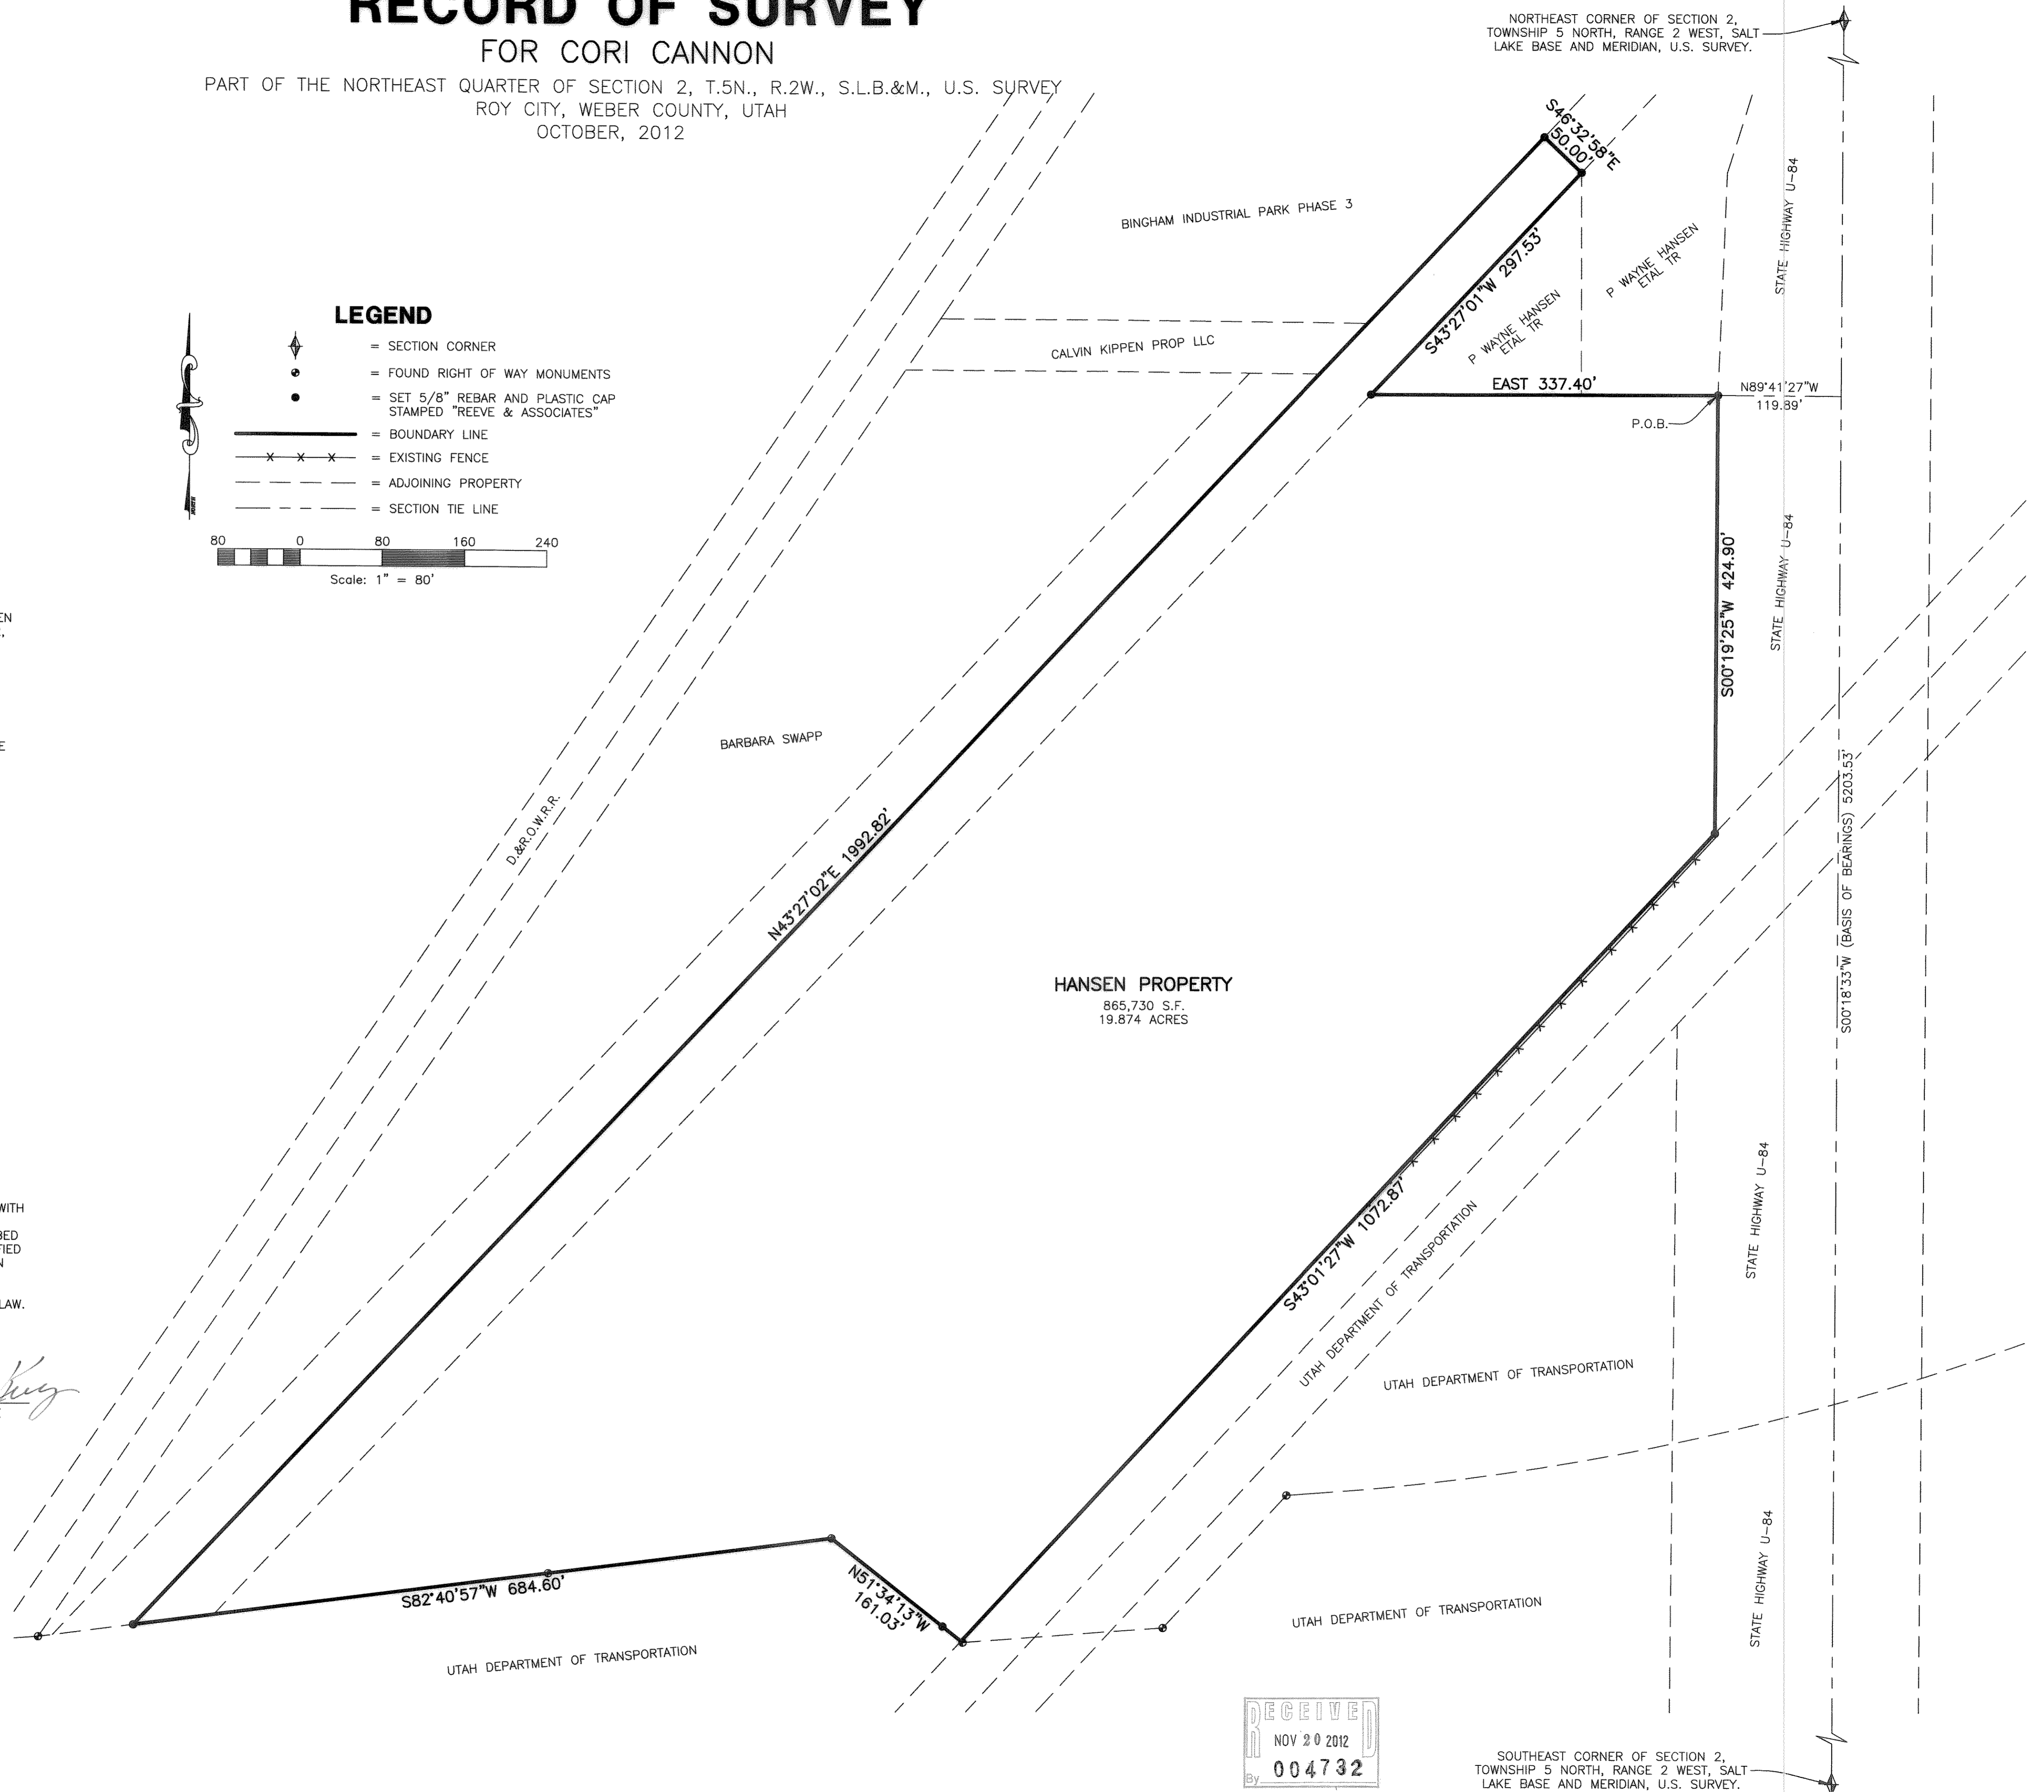 RECORD OF SURVEY
FOR CORI CANNON
PART OF THE NORTHEAST QUARTER OF SECTION 2, T.5N., R.2W., S.L.B.&M., U.S. SURVEY
ROY CITY, WEBER COUNTY, UTAH
OCTOBER, 2012
NORTHEAST CORNER OF SECTION 2,
TOWNSHIP 5 NORTH, RANGE 2 WEST, SALT
LAKE BASE AND MERIDIAN, U.S. SURVEY.
S46°32'58"E
50.00'
BINGHAM INDUSTRIAL PARK PHASE 3
STATE HIGHWAY U-84
P WAYNE HANSEN
ETAL TR
S43°27'01"W 297.53'
P WAYNE HANSEN
ETAL TR
CALVIN KIPPEN PROP LLC
EAST 337.40'
N89°41'27"W
119.89'
P.O.B.
LEGEND
= SECTION CORNER
= FOUND RIGHT OF WAY MONUMENTS
= SET 5/8" REBAR AND PLASTIC CAP
STAMPED "REEVE & ASSOCIATES"
= BOUNDARY LINE
= EXISTING FENCE
= ADJOINING PROPERTY
= SECTION TIE LINE
80 0 80 160 240
Scale: 1" = 80'
S00°19'25"W 424.90'
STATE HIGHWAY U-84
EN
E
BARBARA SWAPP
D.&R.O.W.R.R.
N43°27'02"E 1992.82'
S00°18'33"W (BASIS OF BEARINGS) 5203.53'
HANSEN PROPERTY
865,730 S.F.
19.874 ACRES
WITH
BED
FIED
N
LAW.
S43°01'27"W 1072.87'
UTAH DEPARTMENT OF TRANSPORTATION
STATE HIGHWAY U-84
UTAH DEPARTMENT OF TRANSPORTATION
S82°40'57"W 684.60'
N51°34'13"W
161.03'
UTAH DEPARTMENT OF TRANSPORTATION
UTAH DEPARTMENT OF TRANSPORTATION
STATE HIGHWAY U-84
RECEIVED
NOV 20 2012
By 004732
SOUTHEAST CORNER OF SECTION 2,
TOWNSHIP 5 NORTH, RANGE 2 WEST, SALT
LAKE BASE AND MERIDIAN, U.S. SURVEY.